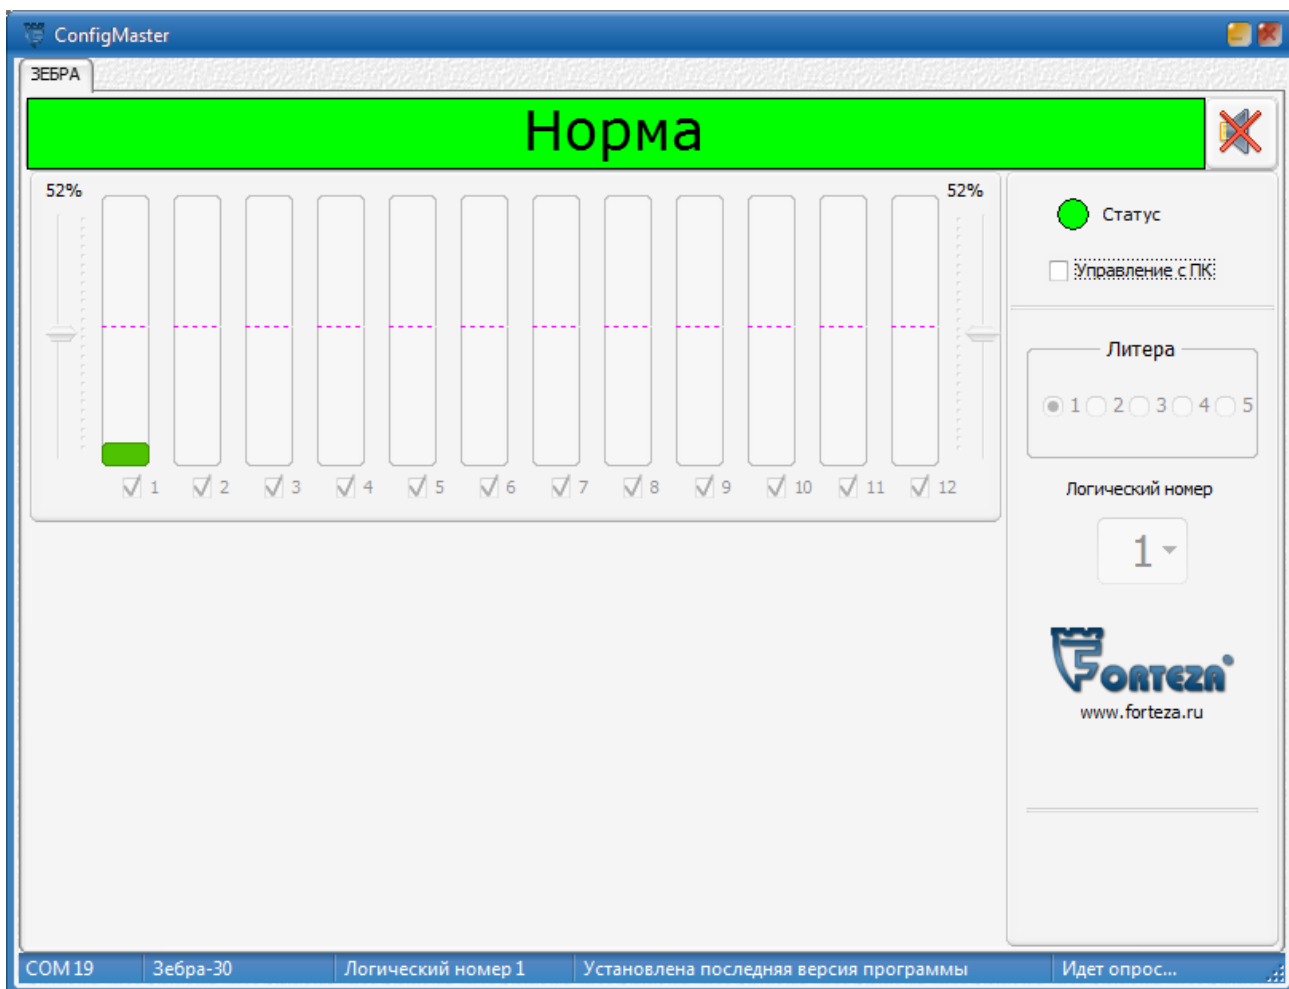 ConfigMaster
ЗЕБРА
Норма
52%
52%
1 2 3 4 5 6 7 8 9 10 11 12
Статус
Управление с ПК
Литера
1 2 3 4 5
Логический номер
1
FORTEZA
www.forteza.ru
COM 19 Зебра-30 Логический номер 1 Установлена последняя версия программы Идет опрос...